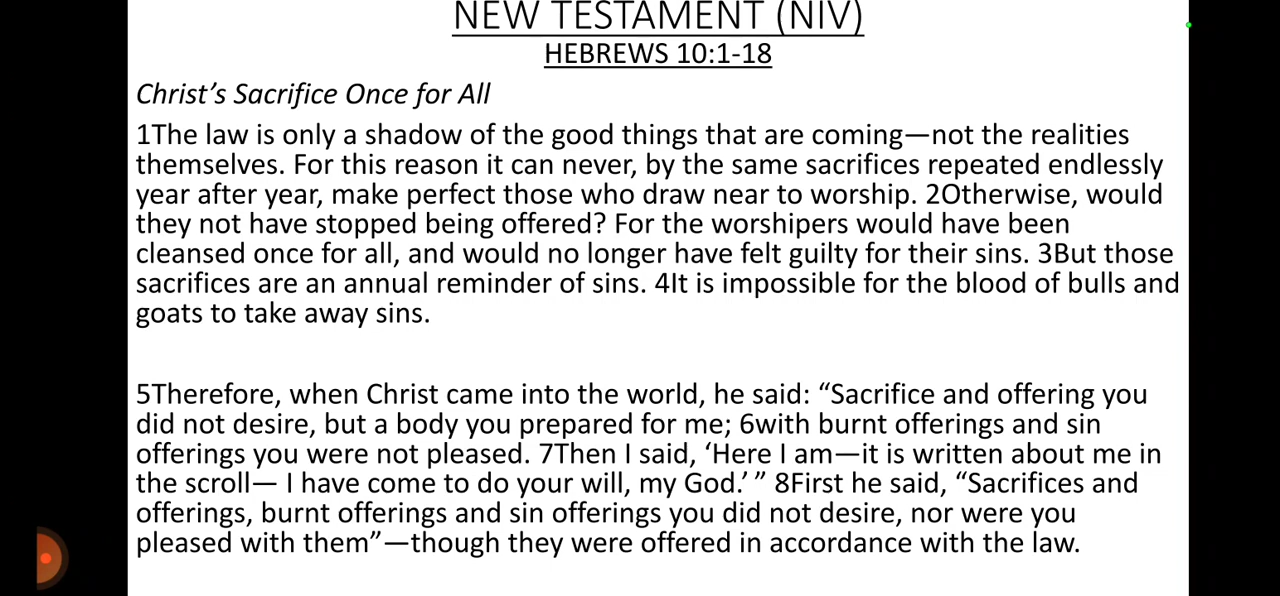 NEW TESTAMENT (NIV)
HEBREWS 10:1-18
Christ’s Sacrifice Once for All
1The law is only a shadow of the good things that are coming—not the realities
themselves. For this reason it can never, by the same sacrifices repeated endlessly
year after year, make perfect those who draw near to worship. 2Otherwise, would
they not have stopped being offered? For the worshipers would have been
cleansed once for all, and would no longer have felt guilty for their sins. 3But those
sacrifices are an annual reminder of sins. 4It is impossible for the blood of bulls and
goats to take away sins.
5Therefore, when Christ came into the world, he said: “Sacrifice and offering you
did not desire, but a body you prepared for me; 6with burnt offerings and sin
offerings you were not pleased. 7Then I said, ‘Here I am—it is written about me in
the scroll— I have come to do your will, my God.’ ” 8First he said, “Sacrifices and
offerings, burnt offerings and sin offerings you did not desire, nor were you
pleased with them”—though they were offered in accordance with the law.